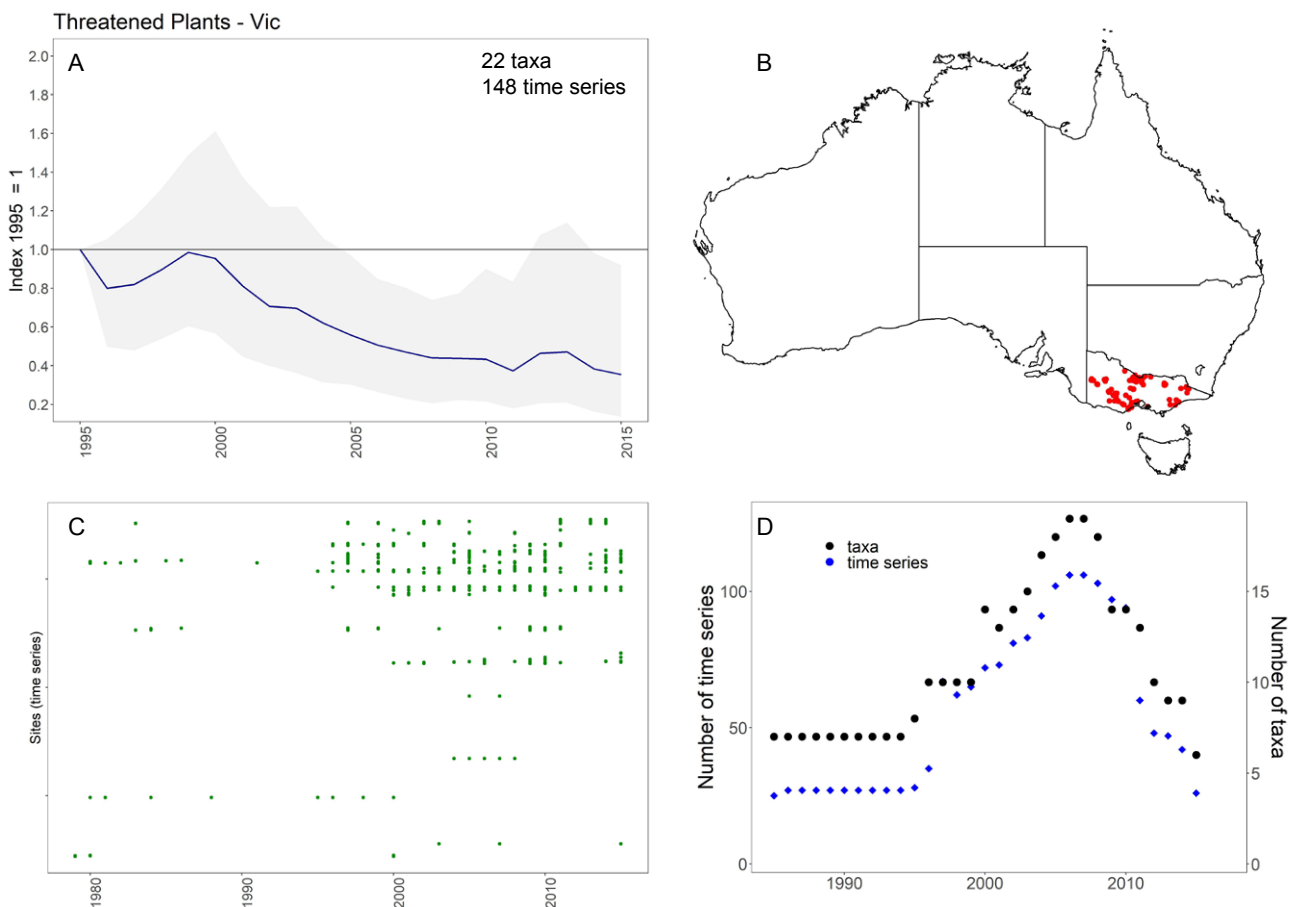 Threatened Plants - Vic
A
22 taxa
148 time series
Index 1995 = 1
2.0
1.8
1.6
1.4
1.2
1.0
0.8
0.6
0.4
0.2
1995
2000
2005
2010
2015
B
C
Sites (time series)
1980
1990
2000
2010
D
taxa
time series
Number of time series
100
50
0
Number of taxa
15
10
5
0
1990
2000
2010